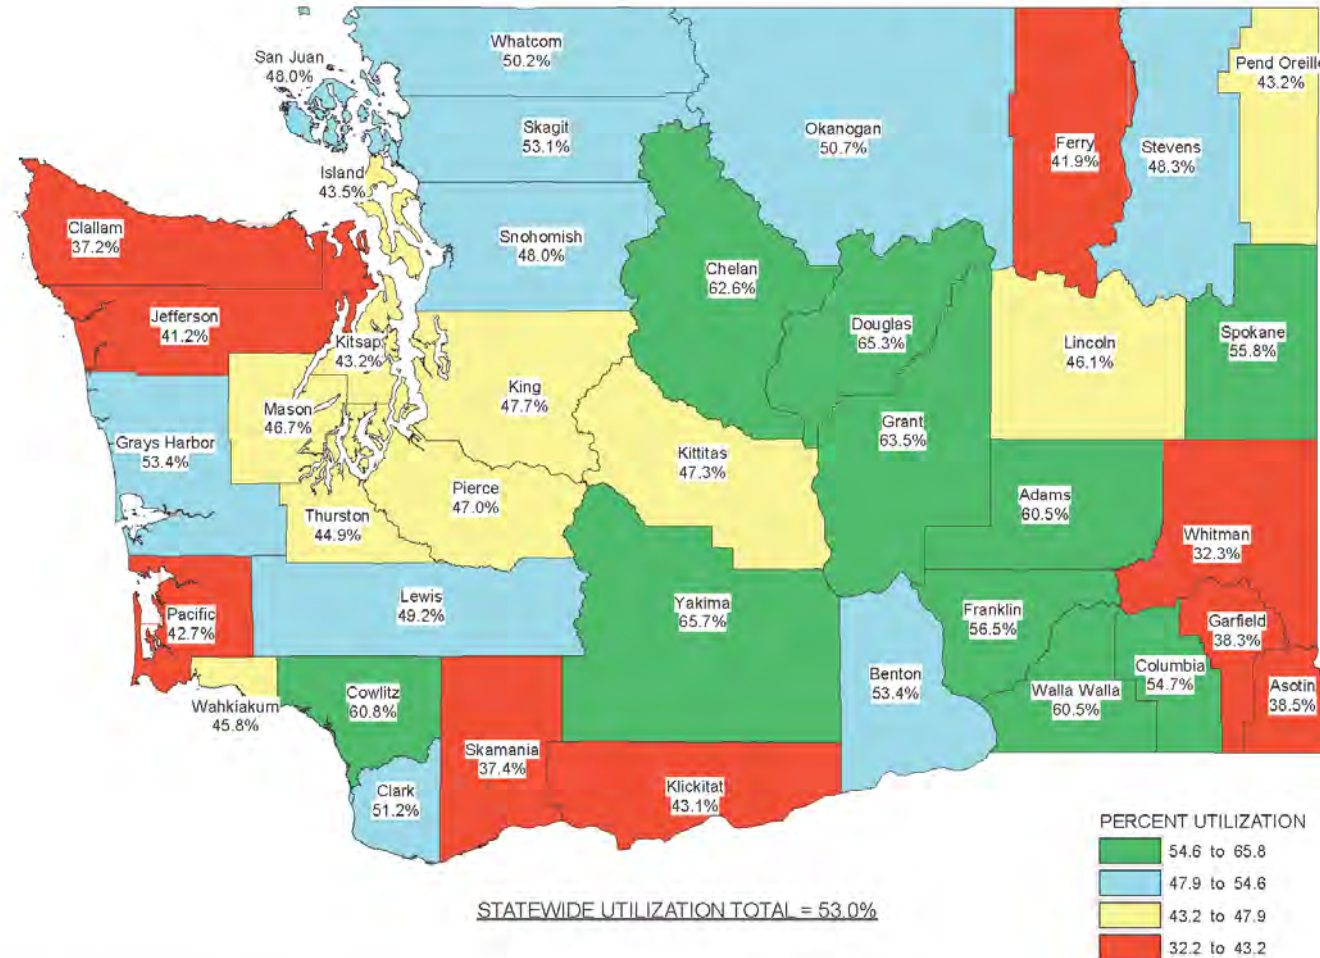 Whatcom
50.2%
San Juan
48.0%
Pend Oreille
43.2%
Skagit
53.1%
Okanogan
50.7%
Ferry
41.9%
Stevens
48.3%
Island
43.5%
Clallam
37.2%
Snohomish
48.0%
Chelan
62.6%
Jefferson
41.2%
Douglas
65.3%
Spokane
55.8%
Kitsap
43.2%
Lincoln
46.1%
King
47.7%
Mason
46.7%
Grant
63.5%
Grays Harbor
53.4%
Kittitas
47.3%
Pierce
47.0%
Adams
60.5%
Thurston
44.9%
Whitman
32.3%
Lewis
49.2%
Yakima
65.7%
Franklin
56.5%
Pacific
42.7%
Garfield
38.3%
Benton
53.4%
Columbia
54.7%
Asotin
38.5%
Cowlitz
60.8%
Walla Walla
60.5%
Wahkiakum
45.8%
Skamania
37.4%
Clark
51.2%
Klickitat
43.1%
PERCENT UTILIZATION
54.6 to 65.8
47.9 to 54.6
43.2 to 47.9
32.2 to 43.2
STATEWIDE UTILIZATION TOTAL = 53.0%